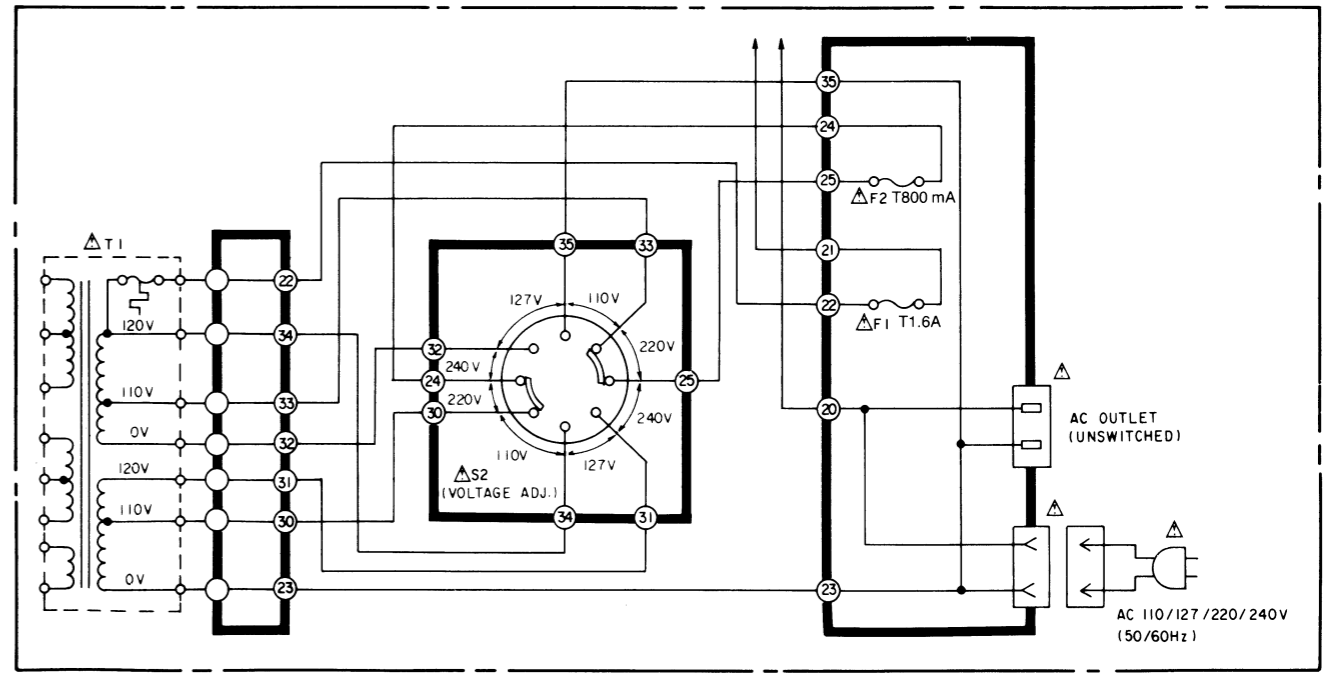 35
24
25
⚠F2 T800 mA
⚠T1
35
33
21
22
127V
110V
22
⚠F1 T1.6A
120V
34
32
220V
240V
24
25
110V
33
220V
30
20
⚠
240V
AC OUTLET
(UNSWITCHED)
0V
32
110V
127V
120V
31
⚠S2
(VOLTAGE ADJ.)
110V
30
34
31
⚠
⚠
0V
23
23
AC 110/127/220/240V
(50/60Hz)